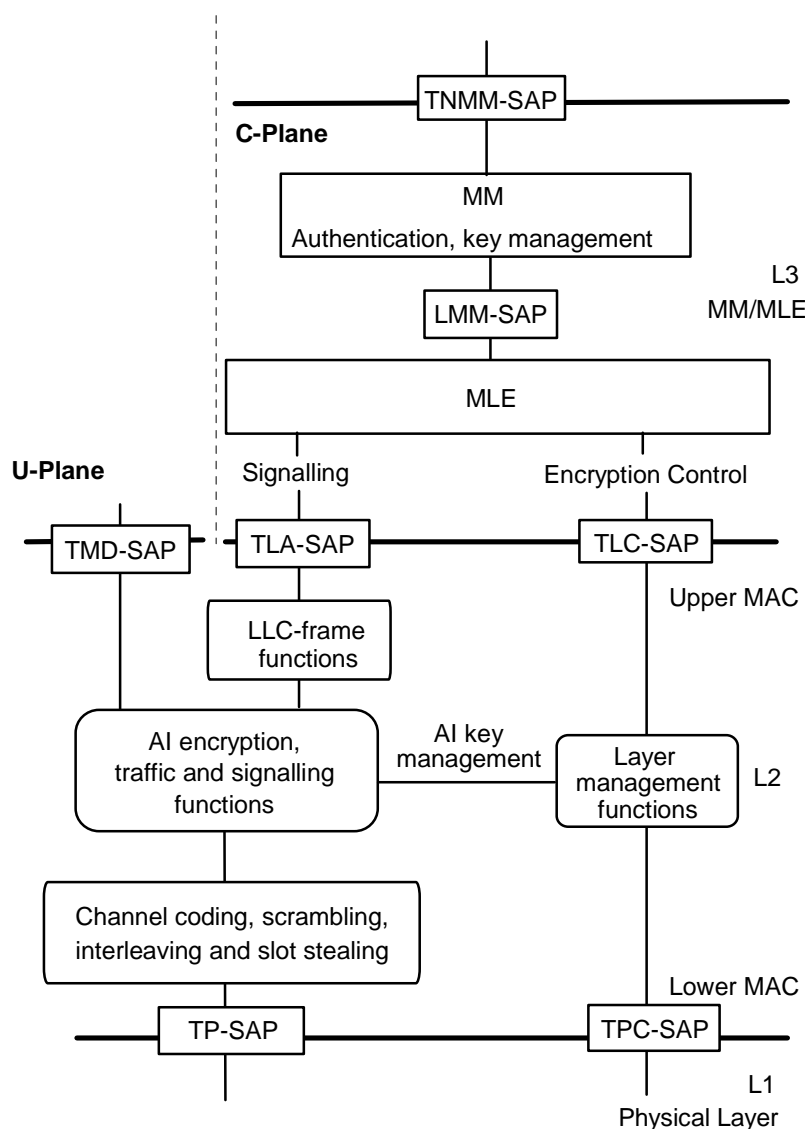 TNMM-SAP
C-Plane
MM
Authentication, key management
L3
MM/MLE
LMM-SAP
MLE
U-Plane
Signalling
Encryption Control
TMD-SAP
TLA-SAP
TLC-SAP
Upper MAC
LLC-frame
functions
AI encryption,
traffic and signalling
functions
AI key
management
Layer
management
functions
L2
Channel coding, scrambling,
interleaving and slot stealing
Lower MAC
TP-SAP
TPC-SAP
L1
Physical Layer